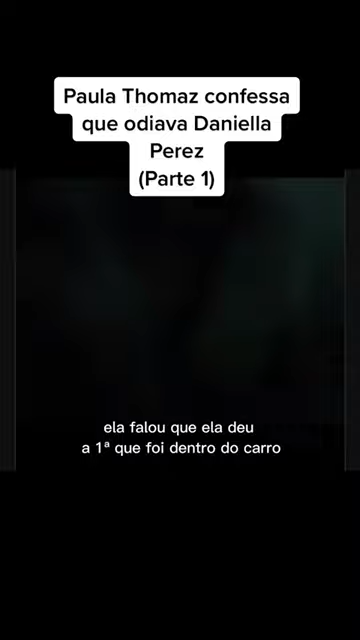 Paula Thomaz confessa
que odiava Daniella
Perez
(Parte 1)
ela falou que ela deu
a 1ª que foi dentro do carro